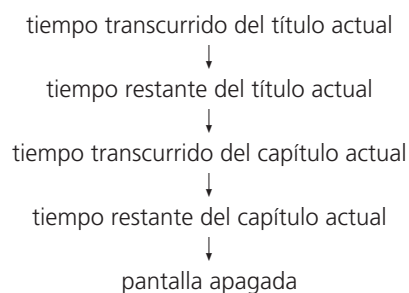 tiempo transcurrido del título actual
tiempo restante del título actual
tiempo transcurrido del capítulo actual
tiempo restante del capítulo actual
pantalla apagada